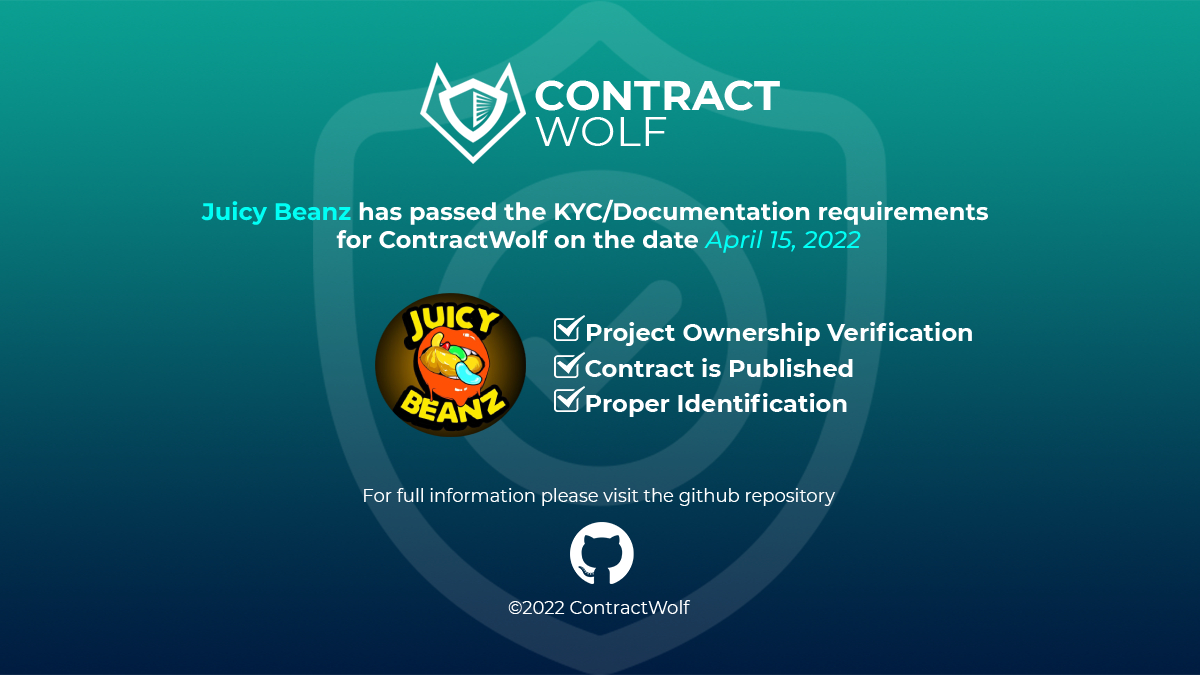 CONTRACT
WOLF
Juicy Beanz has passed the KYC/Documentation requirements
for ContractWolf on the date April 15, 2022
JUICY
BEANZ
Project Ownership Verification
Contract is Published
Proper Identification
For full information please visit the github repository
©2022 ContractWolf